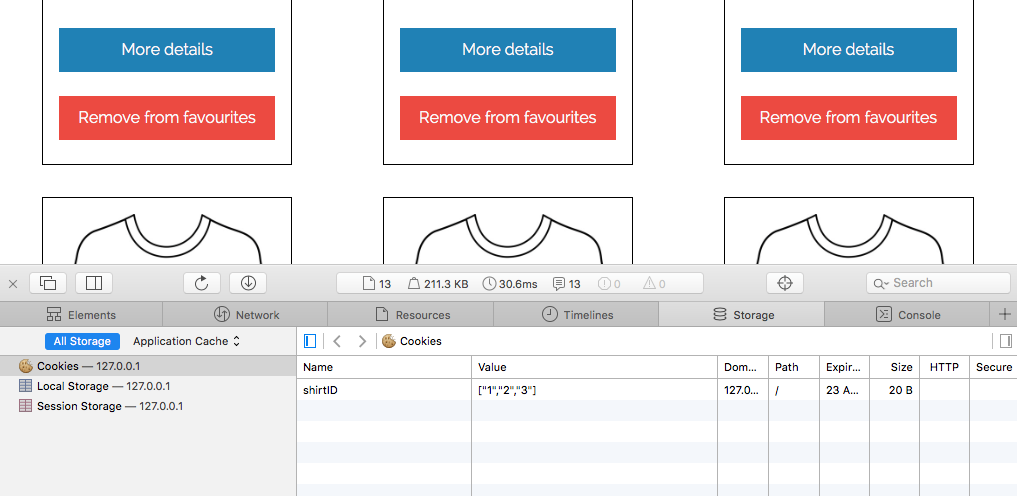 More details More details More details
Remove from favourites Remove from favourites Remove from favourites
13 211.3 KB 30.6ms 13 0 0 Search
Elements Network Resources Timelines Storage Console
All Storage Application Cache Cookies
Name Value Dom... Path Expir... Size HTTP Secure
Cookies — 127.0.0.1
shirtID ["1","2","3"] 127.0... / 23 A... 20 B
Local Storage — 127.0.0.1
Session Storage — 127.0.0.1